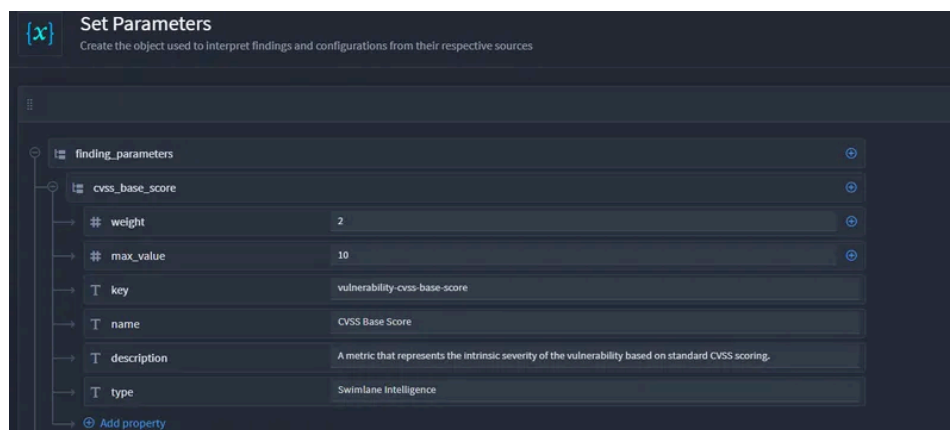 {x}
Set Parameters
Create the object used to interpret findings and configurations from their respective sources
finding_parameters
cvss_base_score
# weight 2
# max_value 10
T key vulnerability-cvss-base-score
T name CVSS Base Score
T description A metric that represents the intrinsic severity of the vulnerability based on standard CVSS scoring.
T type Swimlane Intelligence
Add property